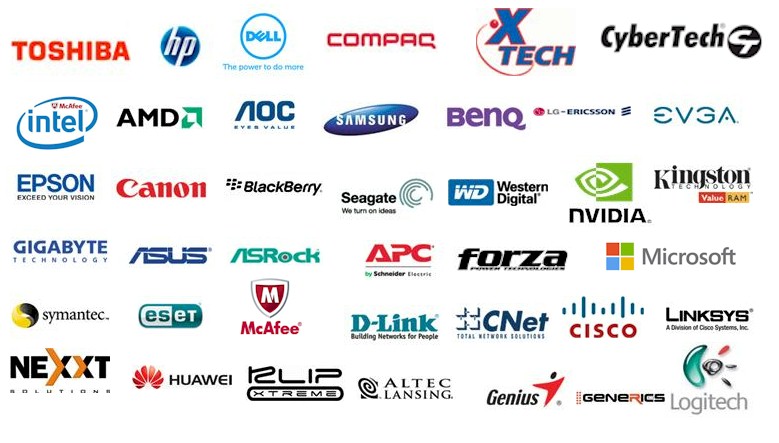 TOSHIBA
hp
DELL
The power to do more
COMPAQ
X TECH
CyberTech®
McAfee
intel
AMD
AOC
EYES VALUE
SAMSUNG
BenQ
LG-ERICSSON
EVGA
EPSON
EXCEED YOUR VISION
Canon
BlackBerry
Seagate
We turn on ideas
WD Western
Digital®
NVIDIA
Kingston
TECHNOLOGY
Value RAM
GIGABYTE
TECHNOLOGY
ASUS
ASRock
APC
by Schneider Electric
forza
POWER TECHNOLOGIES
Microsoft
symantec
eseT
McAfee®
D-Link®
Building Networks for People
CNet
TOTAL NETWORK SOLUTIONS
CISCO
LINKSYS®
A Division of Cisco Systems, Inc.
NEXXT
SOLUTIONS
HUAWEI
KLIP
XTREME
ALTEC
LANSING
Genius
GENERICS
Logitech